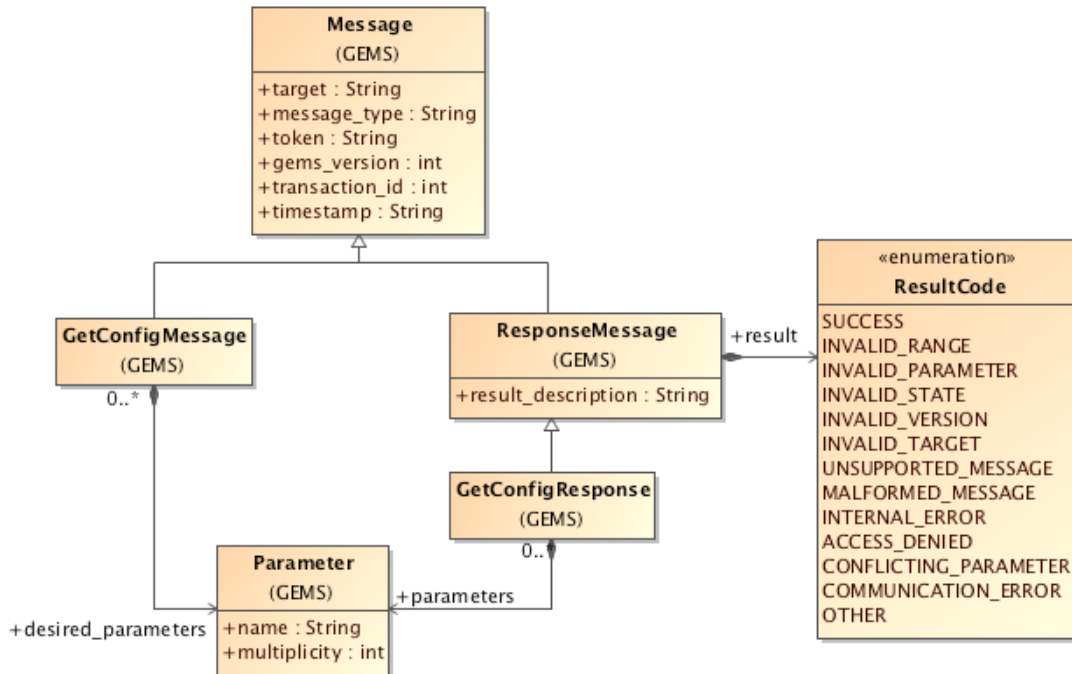 Message
(GEMS)
+target : String
+message_type : String
+token : String
+gems_version : int
+transaction_id : int
+timestamp : String
«enumeration»
ResultCode
SUCCESS
INVALID_RANGE
INVALID_PARAMETER
INVALID_STATE
INVALID_VERSION
INVALID_TARGET
UNSUPPORTED_MESSAGE
MALFORMED_MESSAGE
INTERNAL_ERROR
ACCESS_DENIED
CONFLICTING_PARAMETER
COMMUNICATION_ERROR
OTHER
GetConfigMessage
(GEMS)
0..*
ResponseMessage
(GEMS)
+result_description : String
+result
GetConfigResponse
(GEMS)
0..
Parameter
(GEMS)
+name : String
+multiplicity : int
+parameters
+desired_parameters